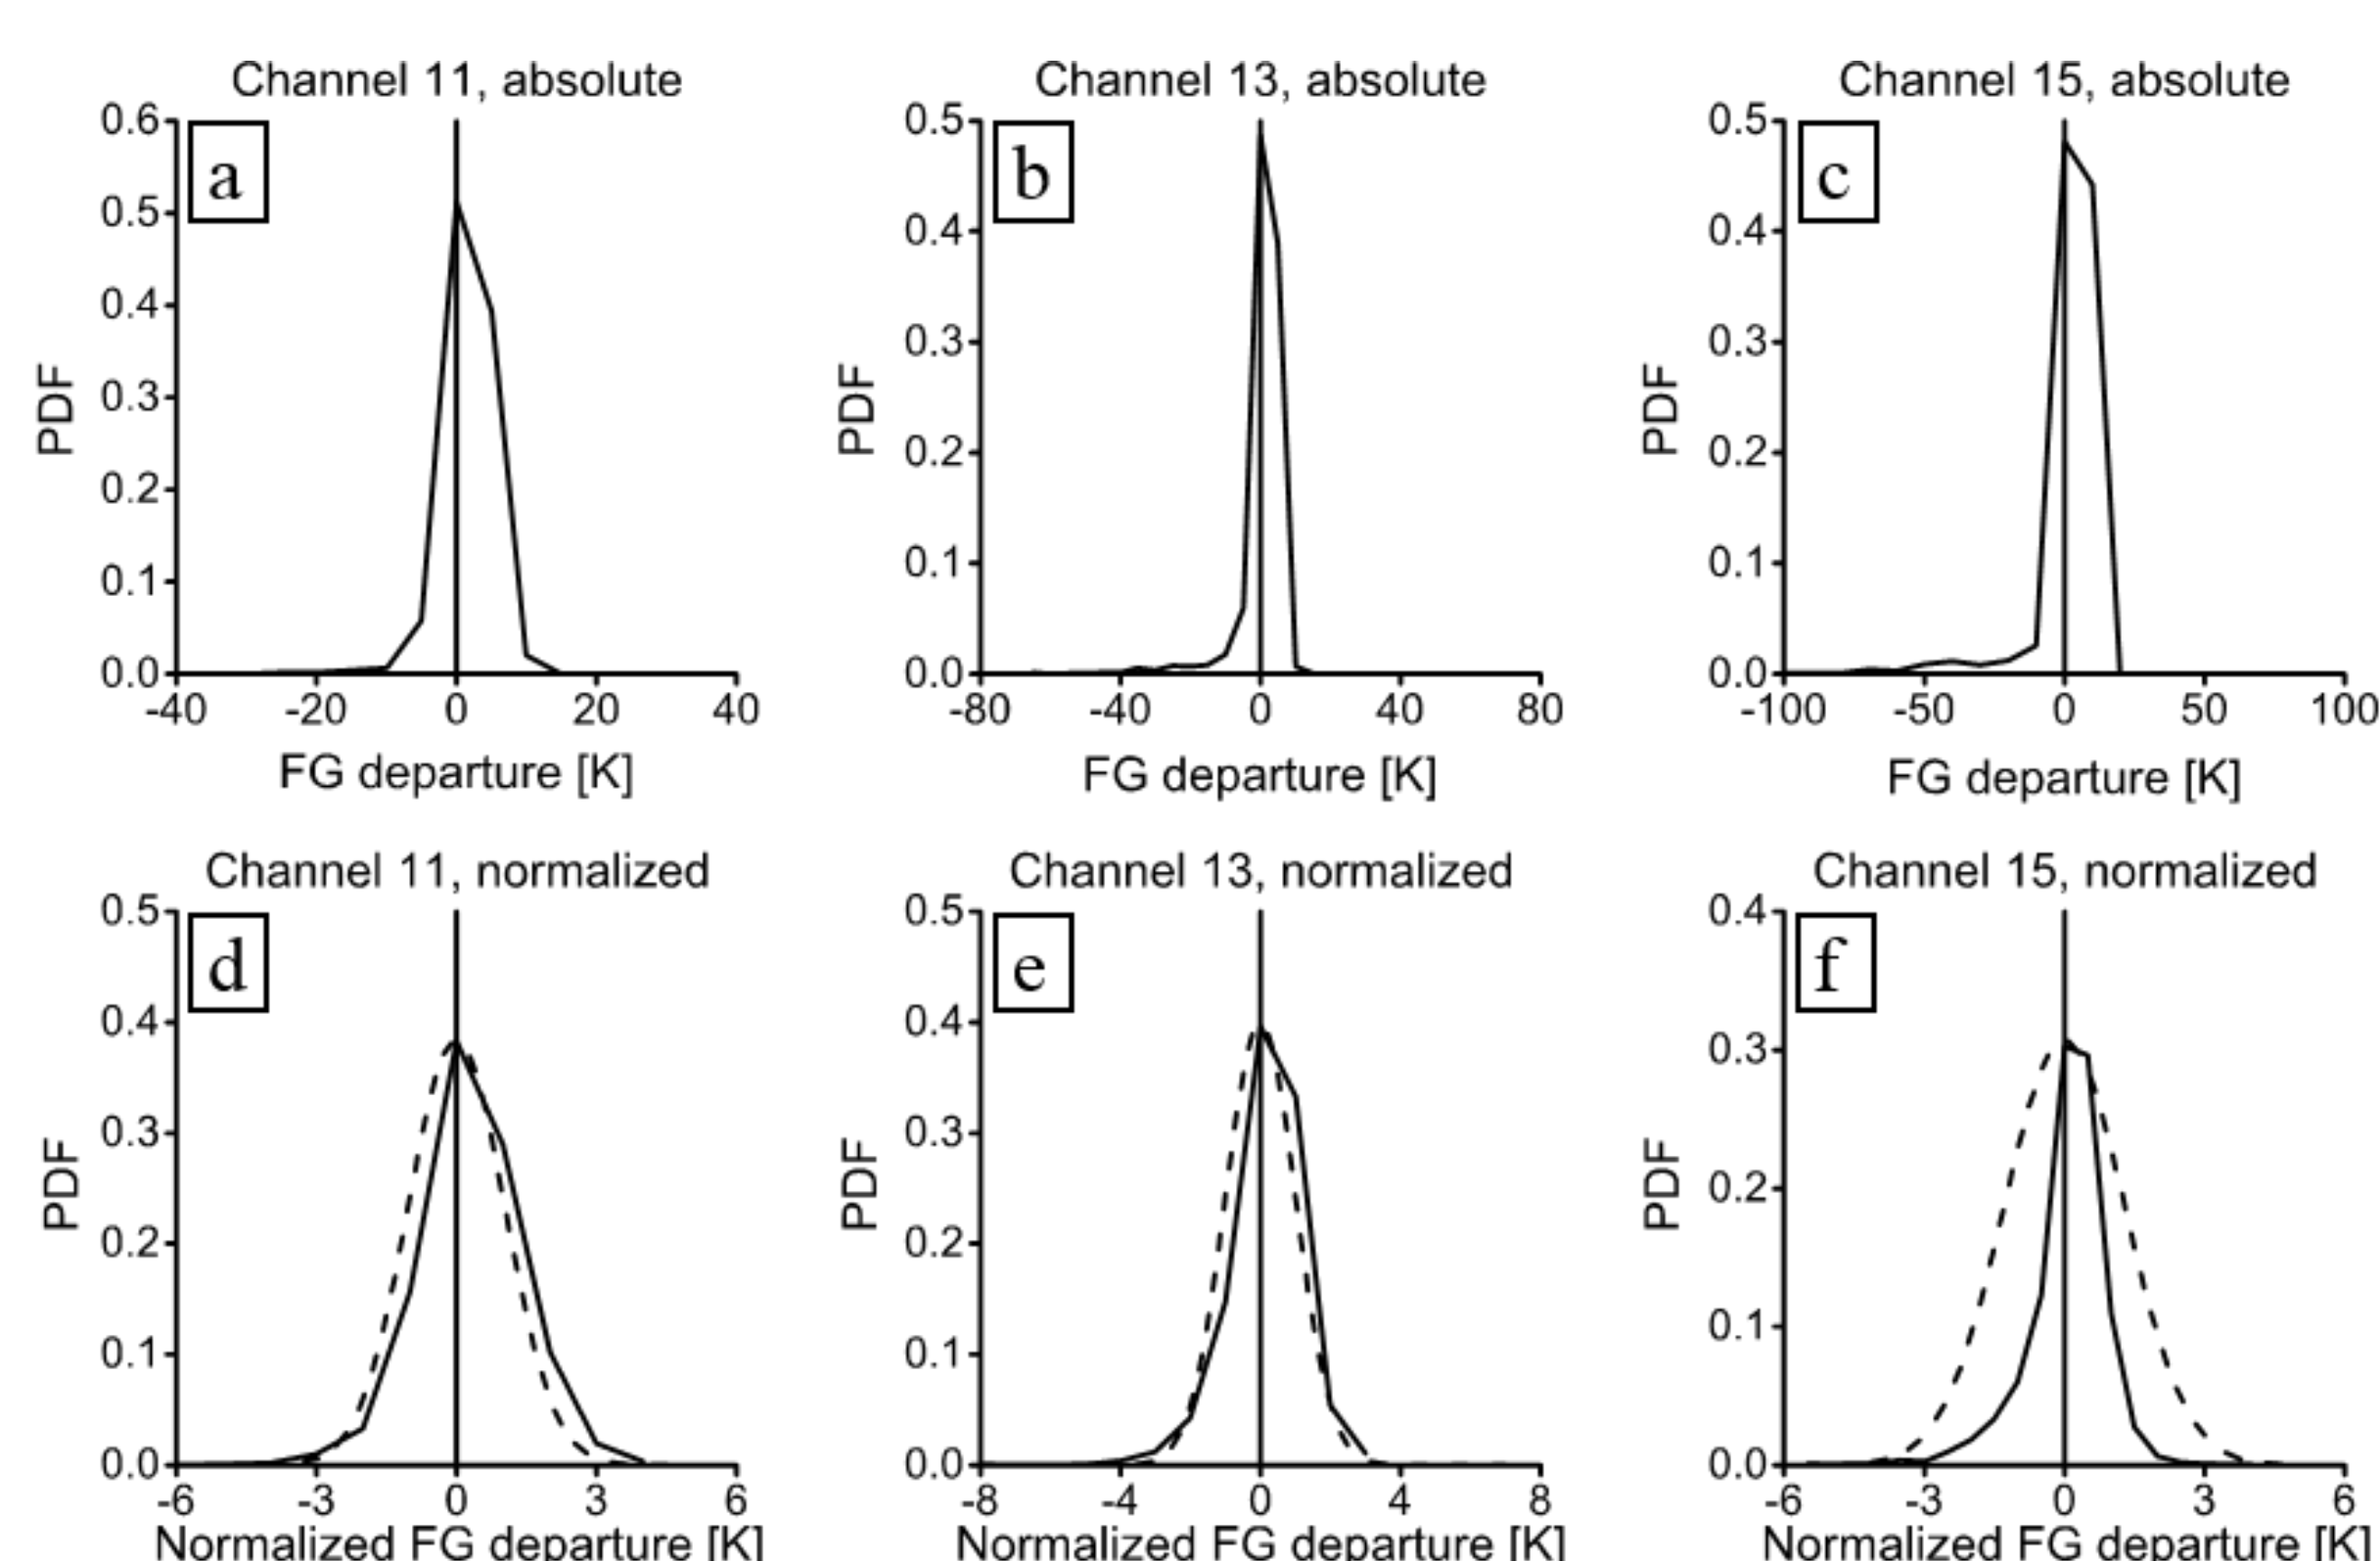 Channel 11, absolute
0.6
0.5
0.4
0.3
0.2
0.1
0.0
a
PDF
-40 -20 0 20 40
FG departure [K]
Channel 13, absolute
0.5
0.4
0.3
0.2
0.1
0.0
b
PDF
-80 -40 0 40 80
FG departure [K]
Channel 15, absolute
0.5
0.4
0.3
0.2
0.1
0.0
c
PDF
-100 -50 0 50 100
FG departure [K]
Channel 11, normalized
0.5
0.4
0.3
0.2
0.1
0.0
d
PDF
-6 -3 0 3 6
Normalized FG departure [K]
Channel 13, normalized
0.5
0.4
0.3
0.2
0.1
0.0
e
PDF
-8 -4 0 4 8
Normalized FG departure [K]
Channel 15, normalized
0.4
0.3
0.2
0.1
0.0
f
PDF
-6 -3 0 3 6
Normalized FG departure [K]